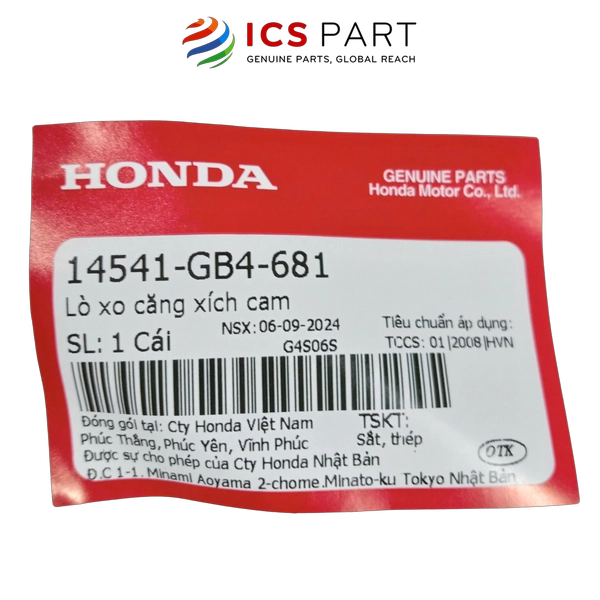 ICS PART
GENUINE PARTS, GLOBAL REACH
HONDA
GENUINE PARTS
Honda Motor Co., Ltd.
14541-GB4-681
Lò xo căng xích cam
NSX: 06-09-2024
Tiêu chuẩn áp dụng:
SL: 1 Cái
G4S06S
TCCS: 01|2008|HVN
Đóng gói tại: Cty Honda Việt Nam
TSKT:
Phúc Thắng, Phúc Yên, Vĩnh Phúc
Sắt, thép
Được sự cho phép của Cty Honda Nhật Bản
OTK
Đ.C 1-1. Minami Aoyama 2-chome.Minato-ku Tokyo Nhật Bản